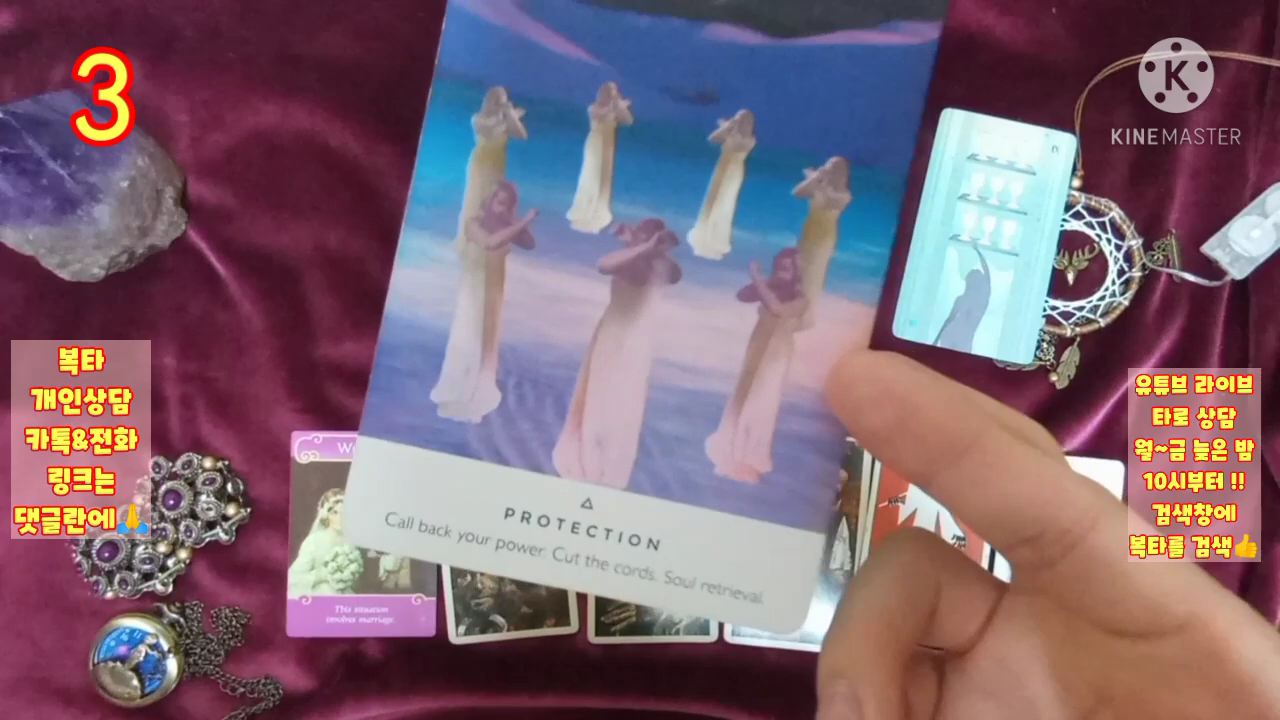 3
KINEMASTER
복타
개인상담
카톡&전화
링크는
댓글란에🙏
유튜브 라이브
타로 상담
월~금 늦은 밤
10시부터 !!
검색창에
복타를 검색👍
PROTECTION
Call back your power. Cut the cords. Soul retrieval.
This situation
involves marriage.